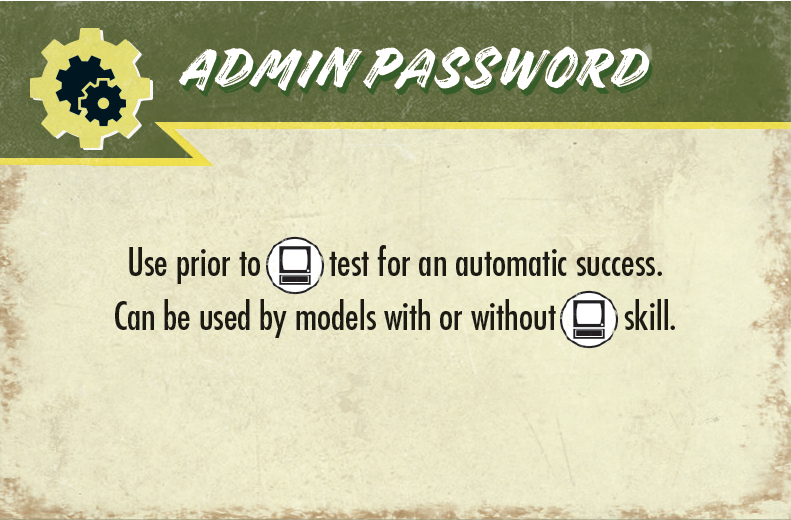 ADMIN PASSWORD
Use prior to test for an automatic success.
Can be used by models with or without skill.